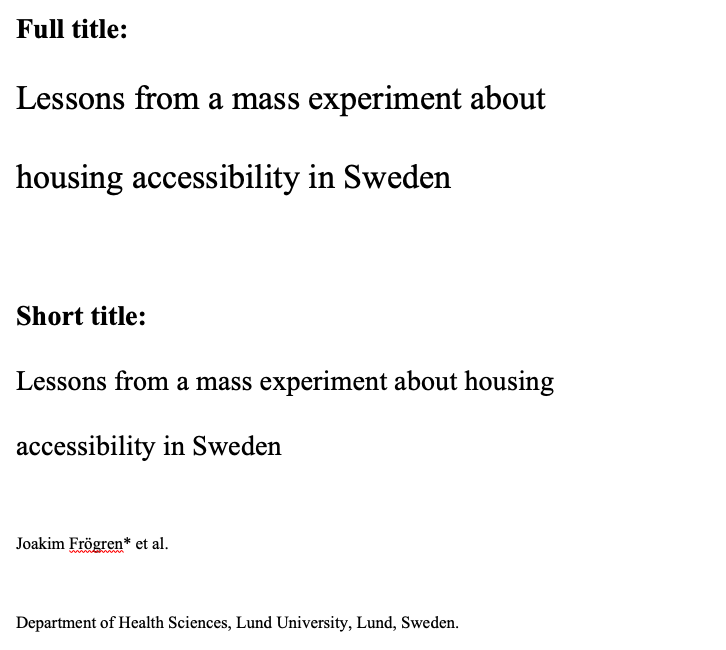 Full title:
Lessons from a mass experiment about
housing accessibility in Sweden
Short title:
Lessons from a mass experiment about housing
accessibility in Sweden
Joakim Frögren* et al.
Department of Health Sciences, Lund University, Lund, Sweden.